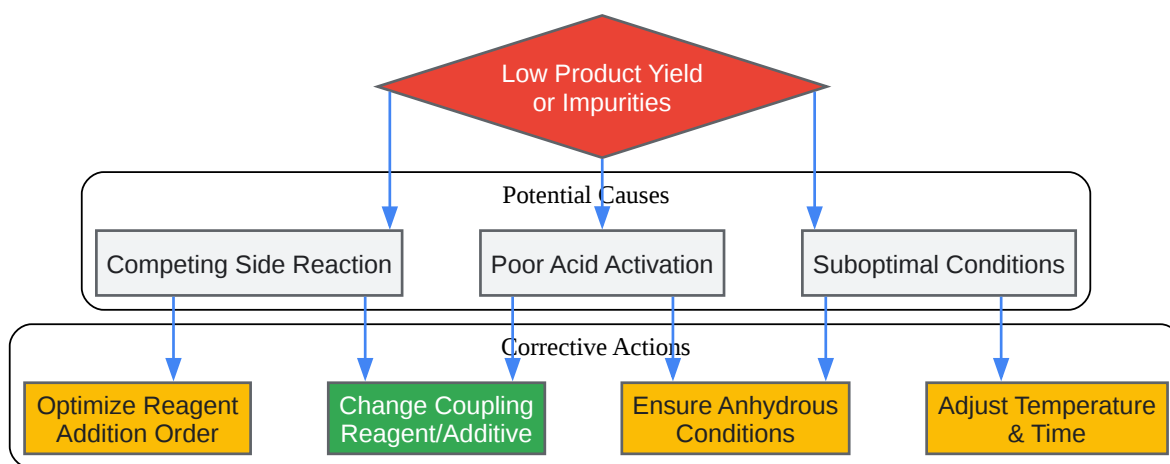 Low Product Yield
or Impurities
Potential Causes
Competing Side Reaction
Poor Acid Activation
Suboptimal Conditions
Corrective Actions
Optimize Reagent
Addition Order
Change Coupling
Reagent/Additive
Ensure Anhydrous
Conditions
Adjust Temperature
& Time